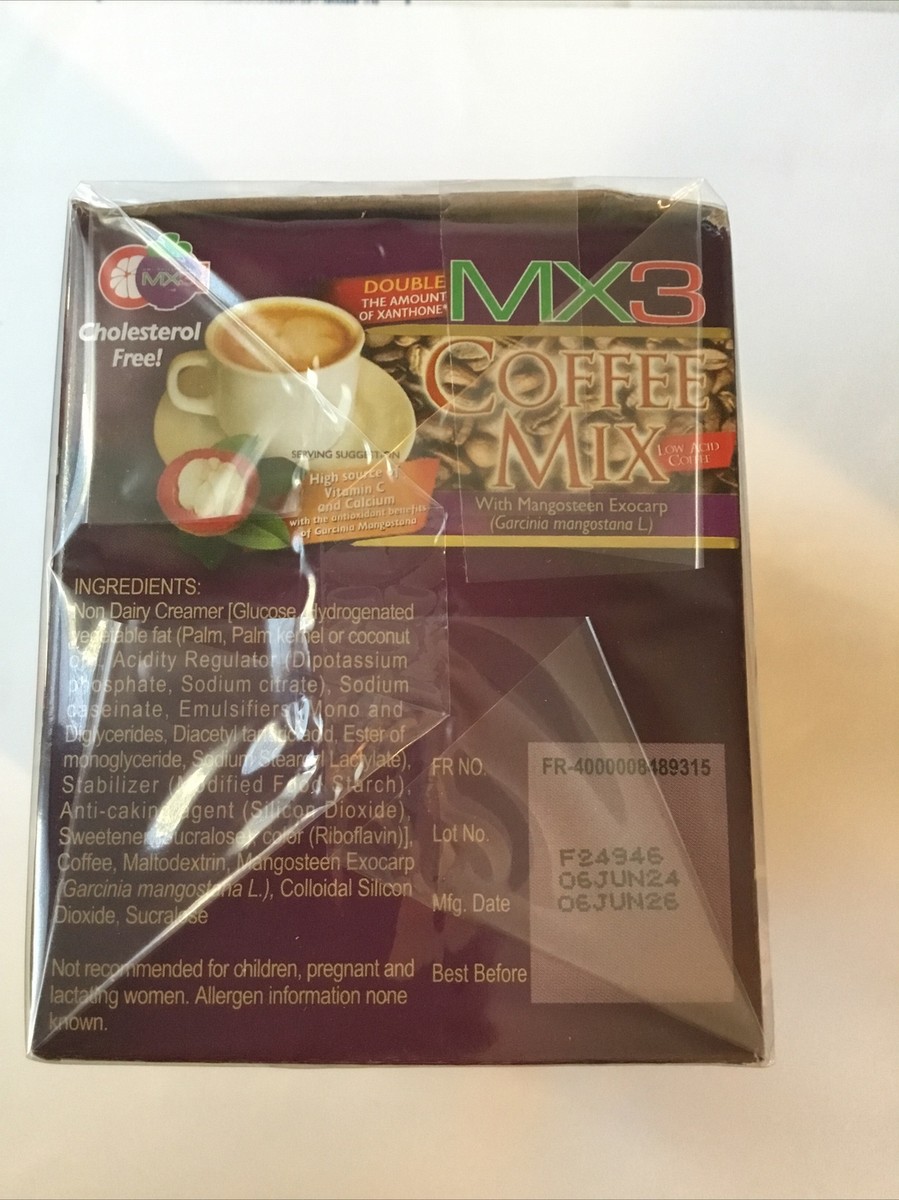 MX3
Cholesterol
Free!
DOUBLE
THE AMOUNT
OF XANTHONE*
MX3
COFFEE
MIX
LOW ACID
COFFEE
SERVING SUGGESTION
High source of
Vitamin C
and Calcium
with the antioxidant benefits
of Garcinia Mangostana
With Mangosteen Exocarp
(Garcinia mangostana L.)
INGREDIENTS:
Non Dairy Creamer [Glucose, Hydrogenated
vegetable fat (Palm, Palm kernel or coconut
oil), Acidity Regulator (Dipotassium
phosphate, Sodium citrate), Sodium
caseinate, Emulsifiers (Mono and
Diglycerides, Diacetyl tartaric acid, Ester of
monoglyceride, Sodium Stearoyl Lactylate),
Stabilizer (Modified Food Starch),
Anti-caking agent (Silicon Dioxide),
Sweetener (Sucralose), color (Riboflavin)],
Coffee, Maltodextrin, Mangosteen Exocarp
(Garcinia mangostana L.), Colloidal Silicon
Dioxide, Sucralose
Not recommended for children, pregnant and
lactating women. Allergen information none
known.
FR NO.
FR-4000008489315
Lot No.
F24946
Mfg. Date
06JUN24
Best Before
06JUN26